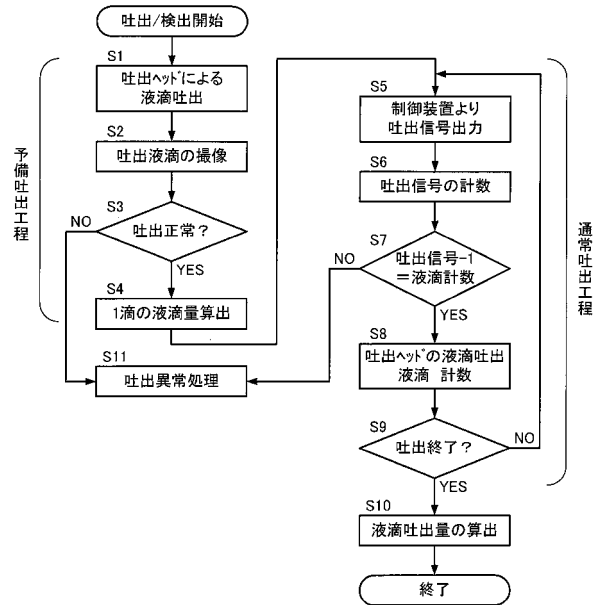 吐出/検出開始
S1
吐出ヘッドによる
液滴吐出
S2
吐出液滴の撮像
S3
吐出正常？
NO
YES
S4
1滴の液滴量算出
S11
吐出異常処理
予備吐出工程
S5
制御装置より
吐出信号出力
S6
吐出信号の計数
S7
吐出信号-1
＝液滴計数
NO
YES
S8
吐出ヘッドの液滴吐出
液滴 計数
S9
吐出終了？
NO
YES
S10
液滴吐出量の算出
終了
通常吐出工程